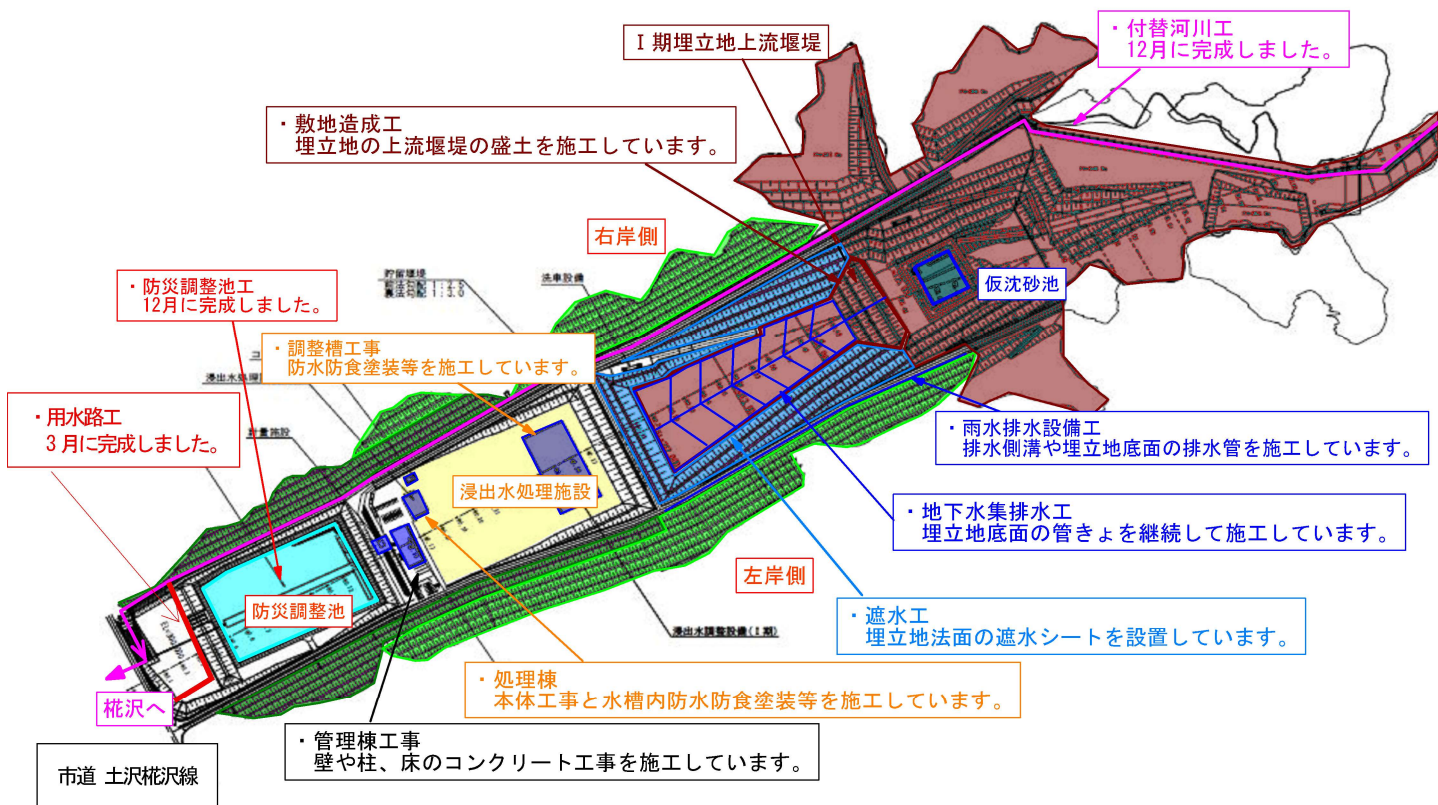 Ⅰ期埋立地上流堰堤
・付替河川工
12月に完成しました。
・敷地造成工
埋立地の上流堰堤の盛土を施工しています。
右岸側
仮沈砂池
貯留堰堤
洗車設備
・防災調整池工
12月に完成しました。
・調整槽工事
防水防食塗装等を施工しています。
・用水路工
3月に完成しました。
計量施設
・雨水排水設備工
排水側溝や埋立地底面の排水管を施工しています。
浸出水処理施設
・地下水集排水工
埋立地底面の管きょを継続して施工しています。
左岸側
防災調整池
・遮水工
埋立地法面の遮水シートを設置しています。
浸出水調整設備(Ⅰ期)
・処理棟
本体工事と水槽内防水防食塗装等を施工しています。
椛沢へ
・管理棟工事
壁や柱、床のコンクリート工事を施工しています。
市道 土沢椛沢線